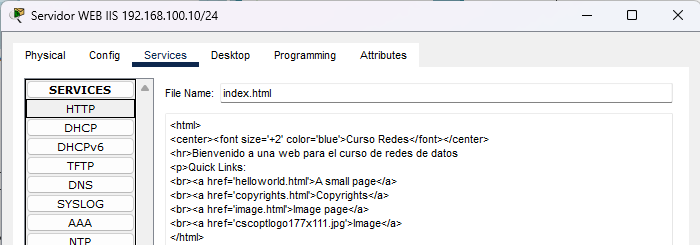 Servidor WEB IIS 192.168.100.10/24
Physical Config Services Desktop Programming Attributes
SERVICES
HTTP
DHCP
DHCPv6
TFTP
DNS
SYSLOG
AAA
NTP
File Name: index.html
<html>
<center><font size='+2' color='blue'>Curso Redes</font></center>
<hr>Bienvenido a una web para el curso de redes de datos
<p>Quick Links:
<br><a href='helloworld.html'>A small page</a>
<br><a href='copyrights.html'>Copyrights</a>
<br><a href='image.html'>Image page</a>
<br><a href='cscoptlogo177x111.jpg'>Image</a>
</html>